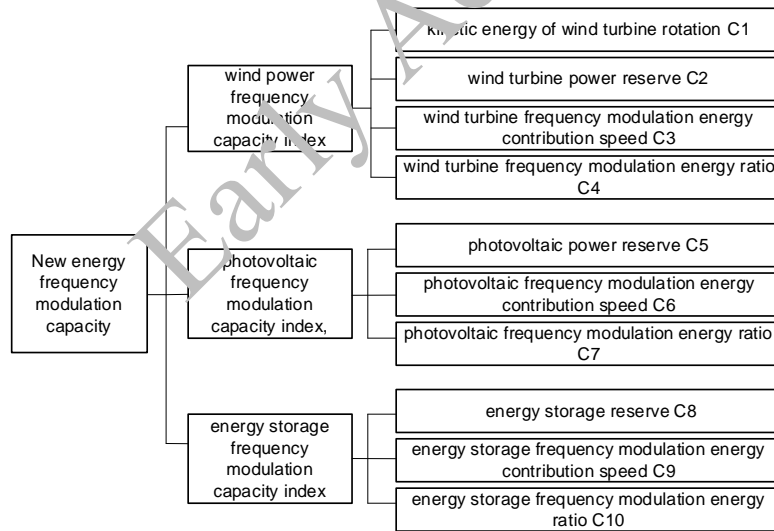 kinetic energy of wind turbine rotation C1
wind power
frequency
modulation
capacity index
wind turbine power reserve C2
wind turbine frequency modulation energy
contribution speed C3
wind turbine frequency modulation energy ratio
C4
New energy
frequency
modulation
capacity
photovoltaic
frequency
modulation
capacity index,
photovoltaic power reserve C5
photovoltaic frequency modulation energy
contribution speed C6
photovoltaic frequency modulation energy ratio
C7
energy storage
frequency
modulation
capacity index
energy storage reserve C8
energy storage frequency modulation energy
contribution speed C9
energy storage frequency modulation energy
ratio C10
Early